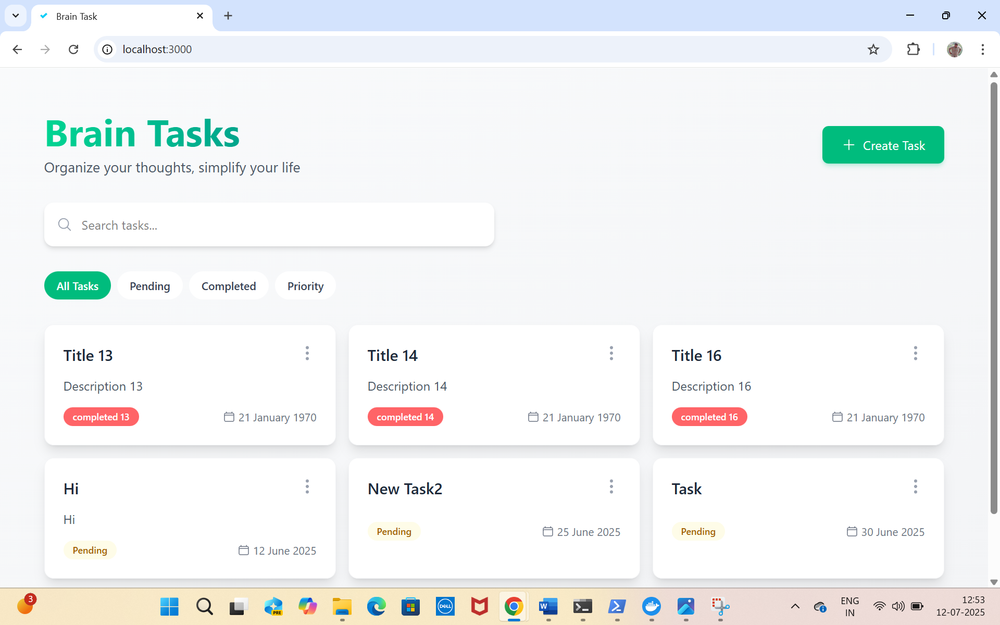 Brain Task
localhost:3000
Brain Tasks
Organize your thoughts, simplify your life
Create Task
Search tasks...
All Tasks
Pending
Completed
Priority
Title 13
Description 13
completed 13
21 January 1970
Title 14
Description 14
completed 14
21 January 1970
Title 16
Description 16
completed 16
21 January 1970
Hi
Hi
Pending
12 June 2025
New Task2
Pending
25 June 2025
Task
Pending
30 June 2025
3
PRE
DELL
W
ENG
IN
12:53
12-07-2025